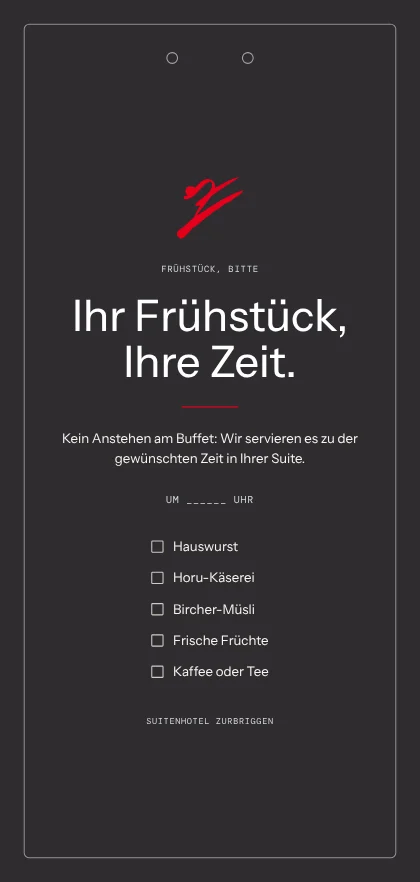 FRÜHSTÜCK, BITTE
Ihr Frühstück,
Ihre Zeit.
Kein Anstehen am Buffet: Wir servieren es zu der
gewünschten Zeit in Ihrer Suite.
UM ______ UHR
Hauswurst
Horu-Käserei
Bircher-Müsli
Frische Früchte
Kaffee oder Tee
SUITENHOTEL ZURBRIGGEN